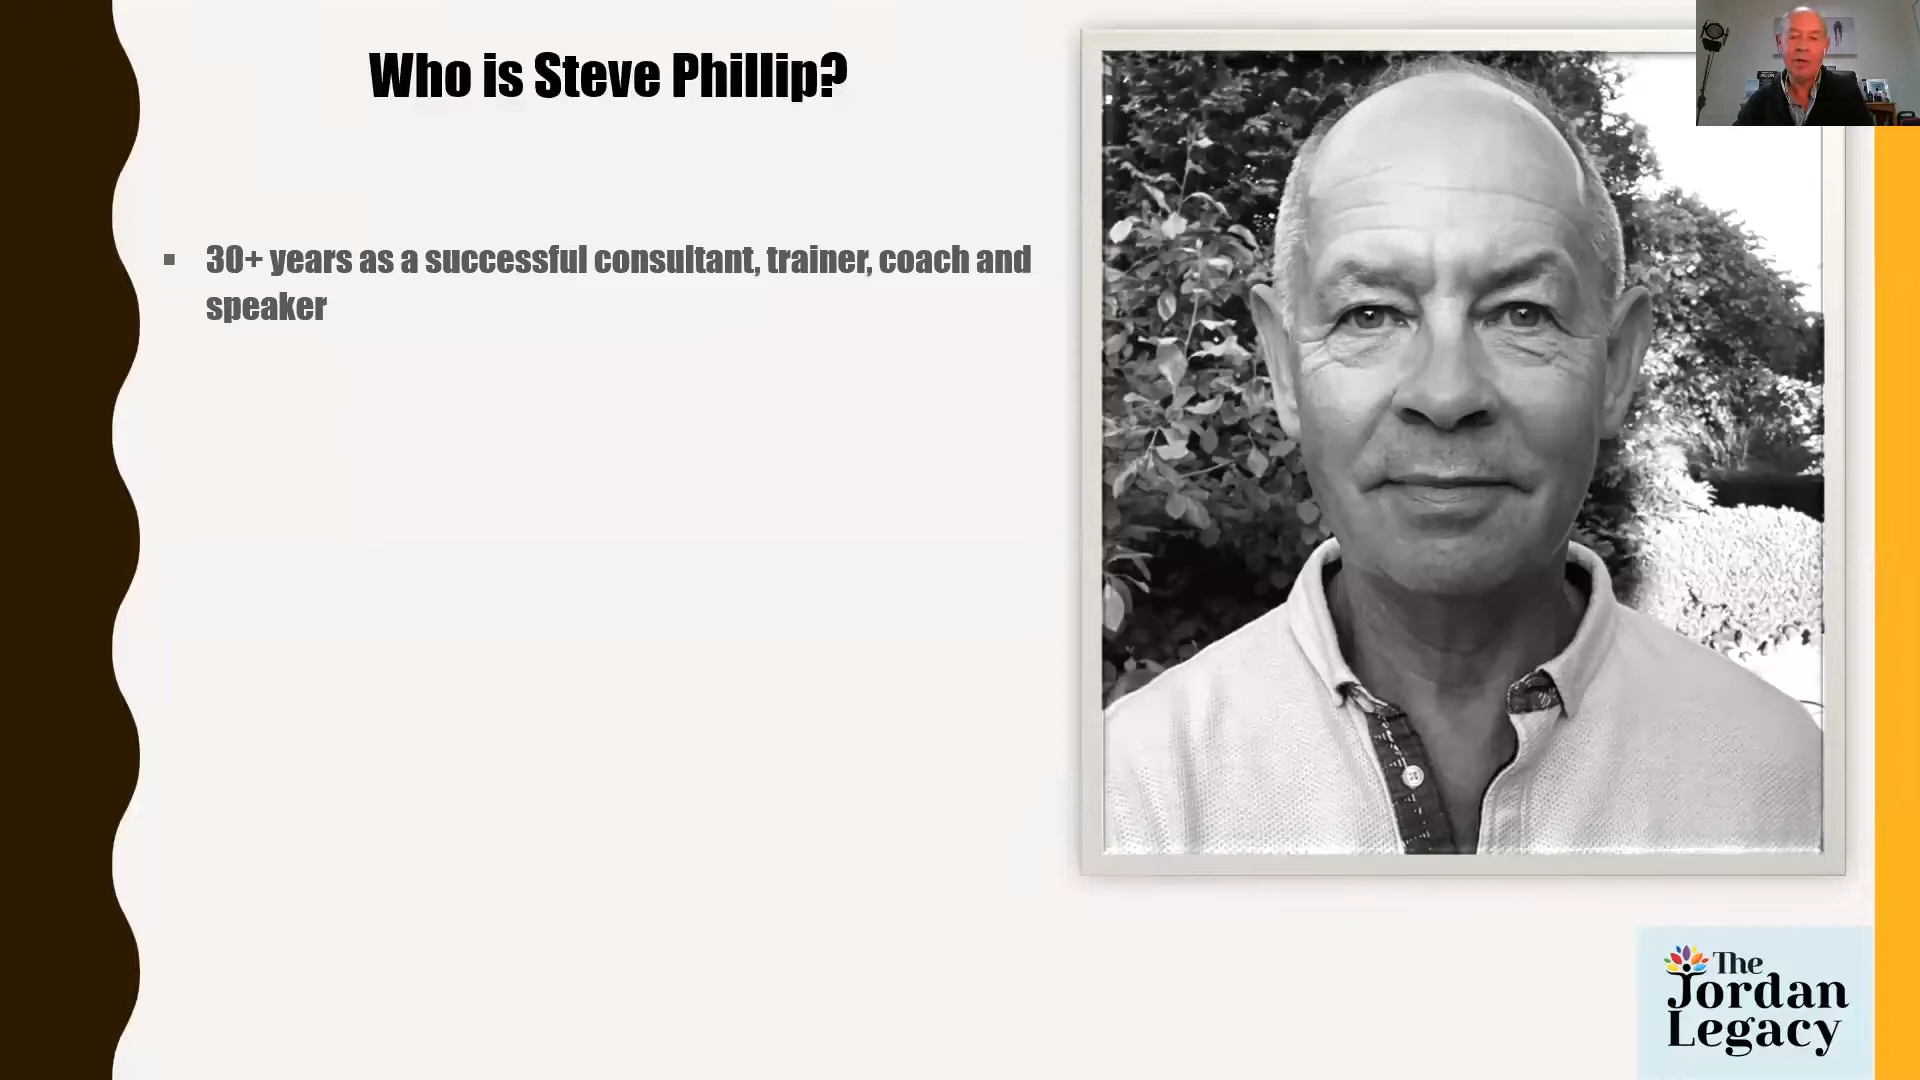 Who is Steve Phillip?
▪ 30+ years as a successful consultant, trainer, coach and
speaker
The
Jordan
Legacy